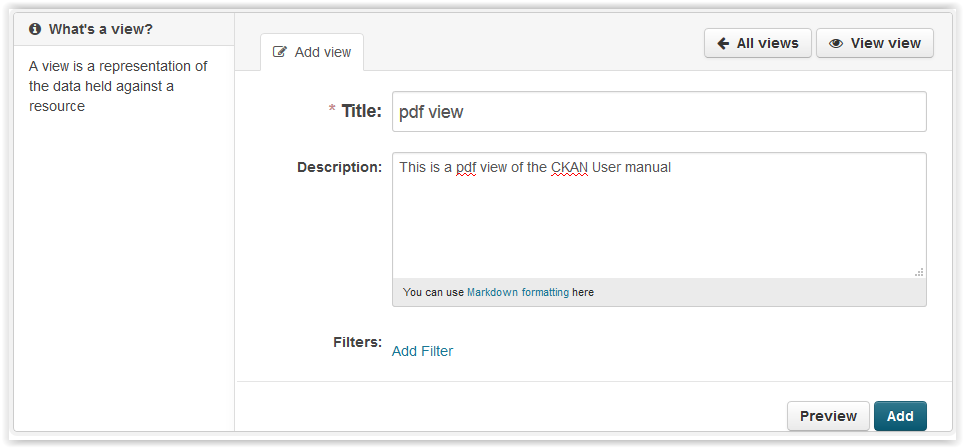 What's a view?
A view is a representation of
the data held against a
resource
Add view
All views
View view
* Title:
pdf view
Description:
This is a pdf view of the CKAN User manual
You can use Markdown formatting here
Filters:
Add Filter
Preview
Add